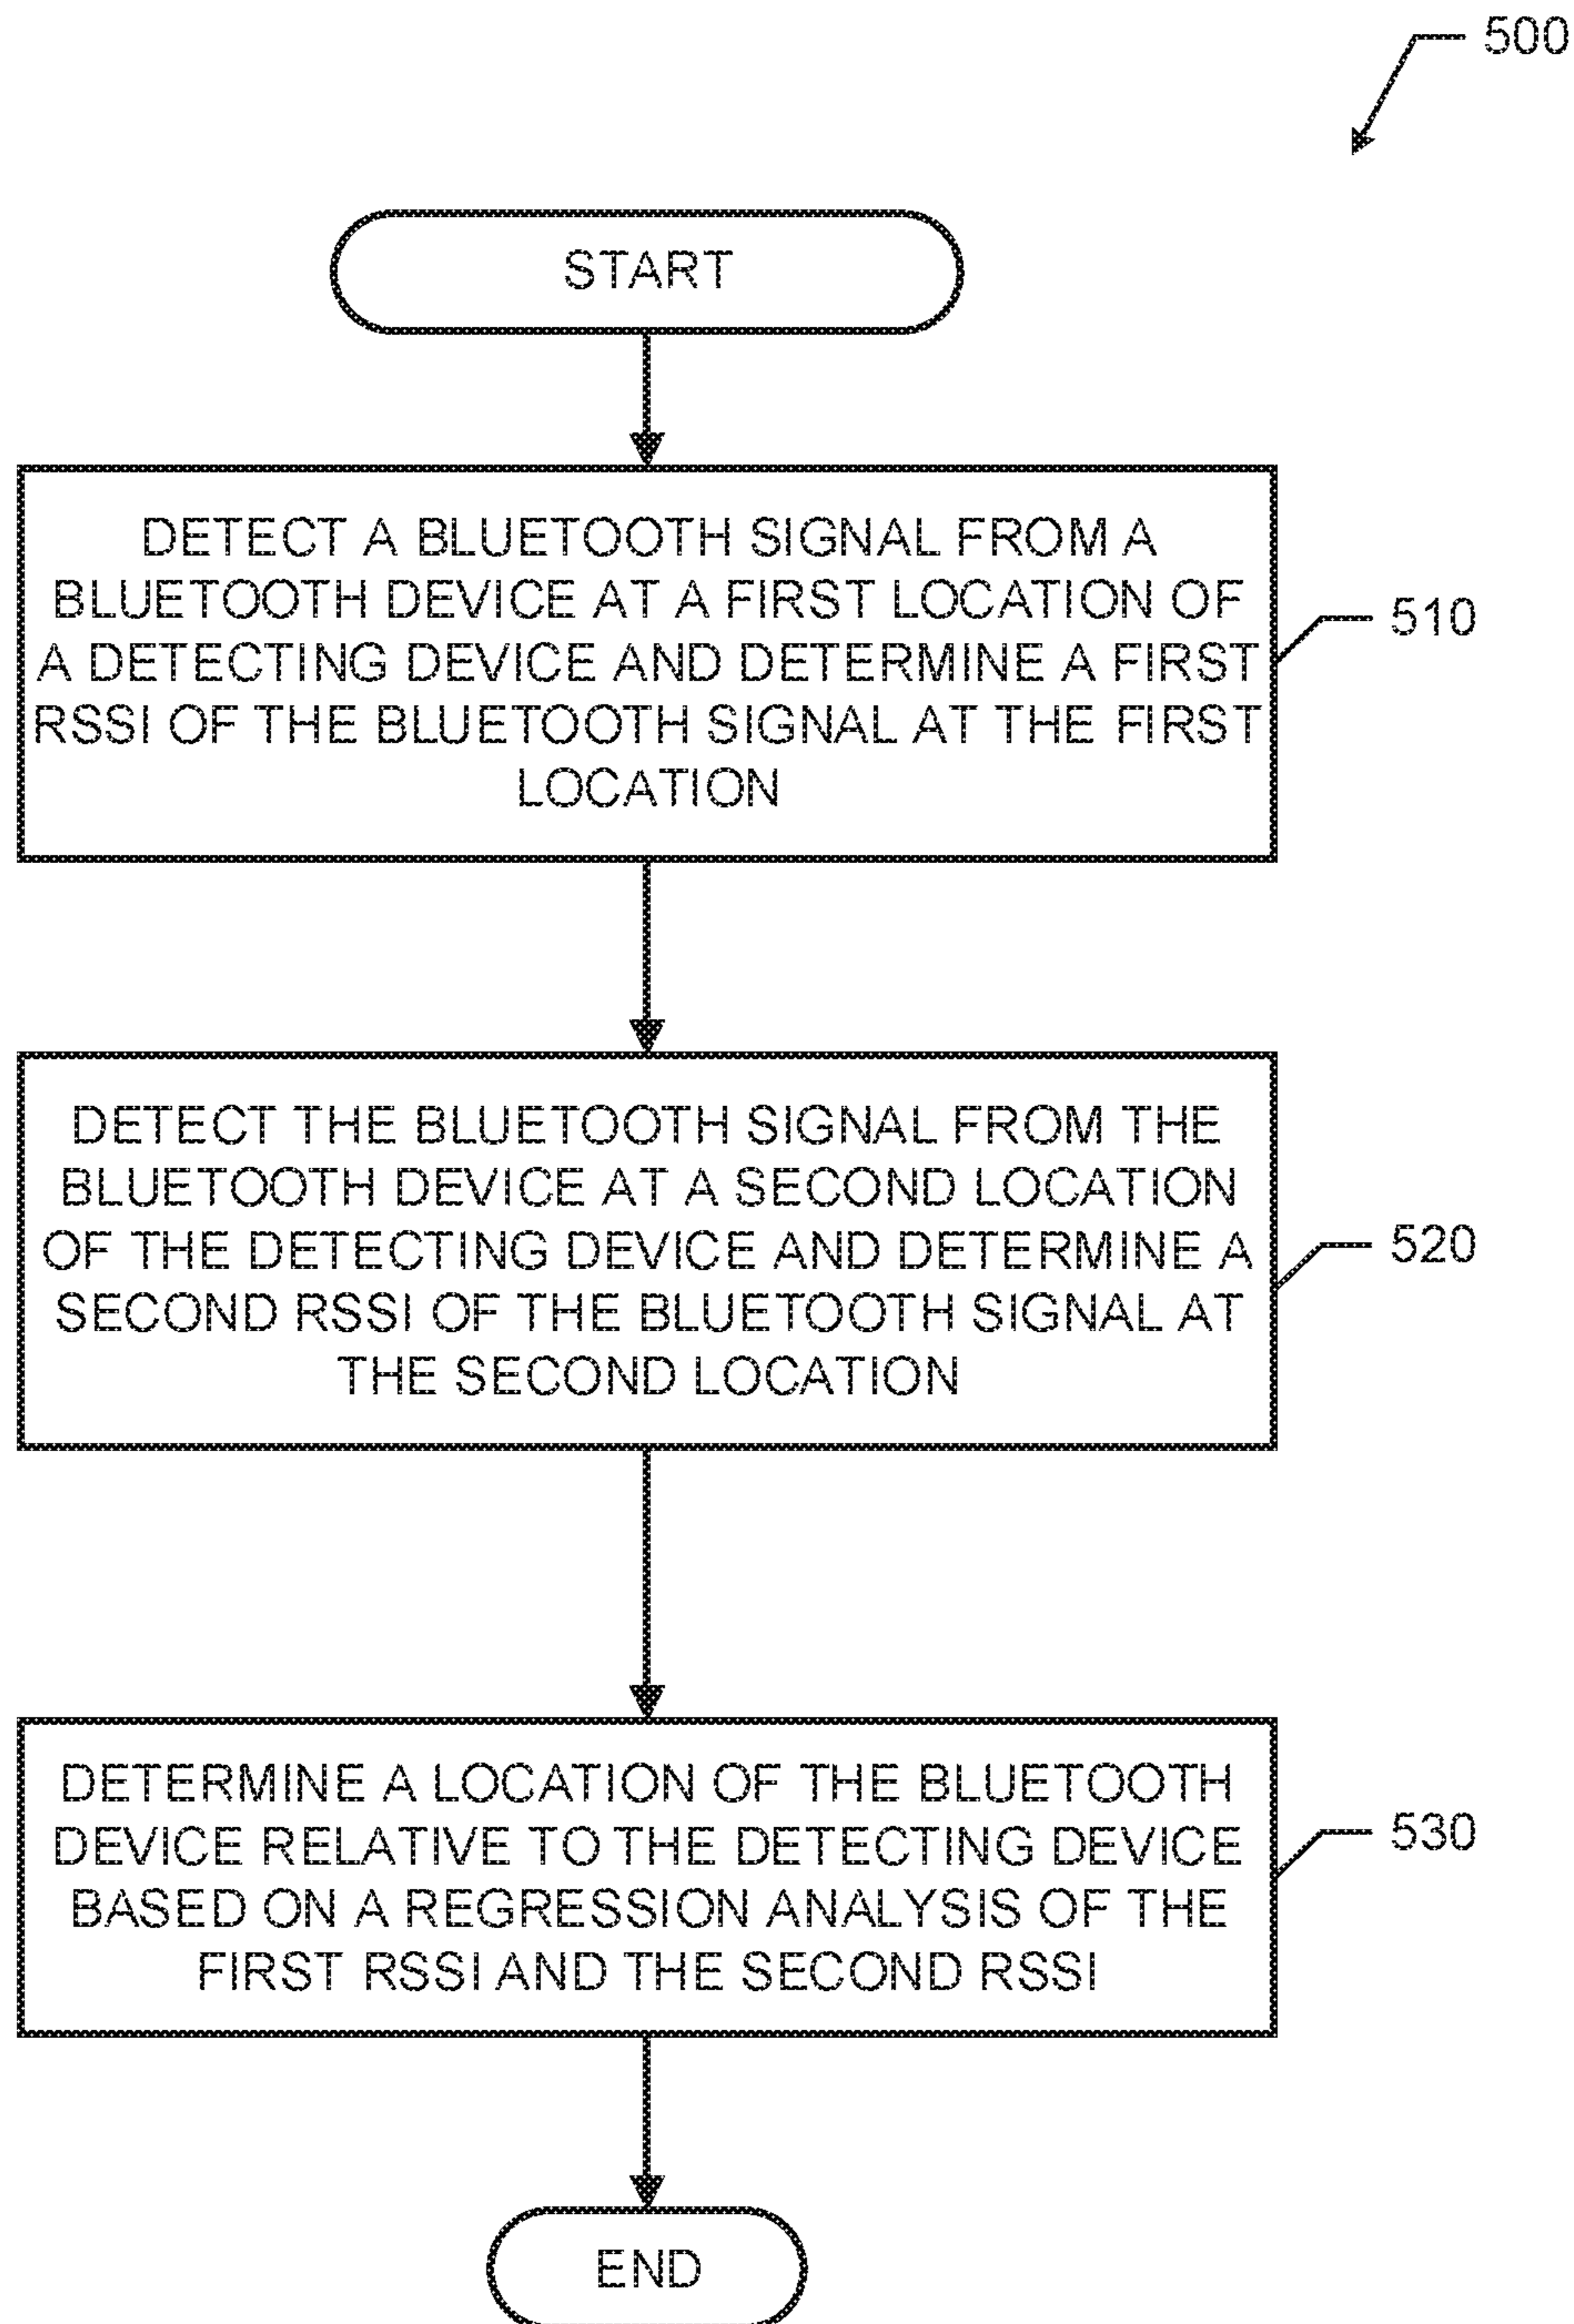 500
START
DETECT A BLUETOOTH SIGNAL FROM A
BLUETOOTH DEVICE AT A FIRST LOCATION OF
A DETECTING DEVICE AND DETERMINE A FIRST
RSSI OF THE BLUETOOTH SIGNAL AT THE FIRST
LOCATION
510
DETECT THE BLUETOOTH SIGNAL FROM THE
BLUETOOTH DEVICE AT A SECOND LOCATION
OF THE DETECTING DEVICE AND DETERMINE A
SECOND RSSI OF THE BLUETOOTH SIGNAL AT
THE SECOND LOCATION
520
DETERMINE A LOCATION OF THE BLUETOOTH
DEVICE RELATIVE TO THE DETECTING DEVICE
BASED ON A REGRESSION ANALYSIS OF THE
FIRST RSSI AND THE SECOND RSSI
530
END